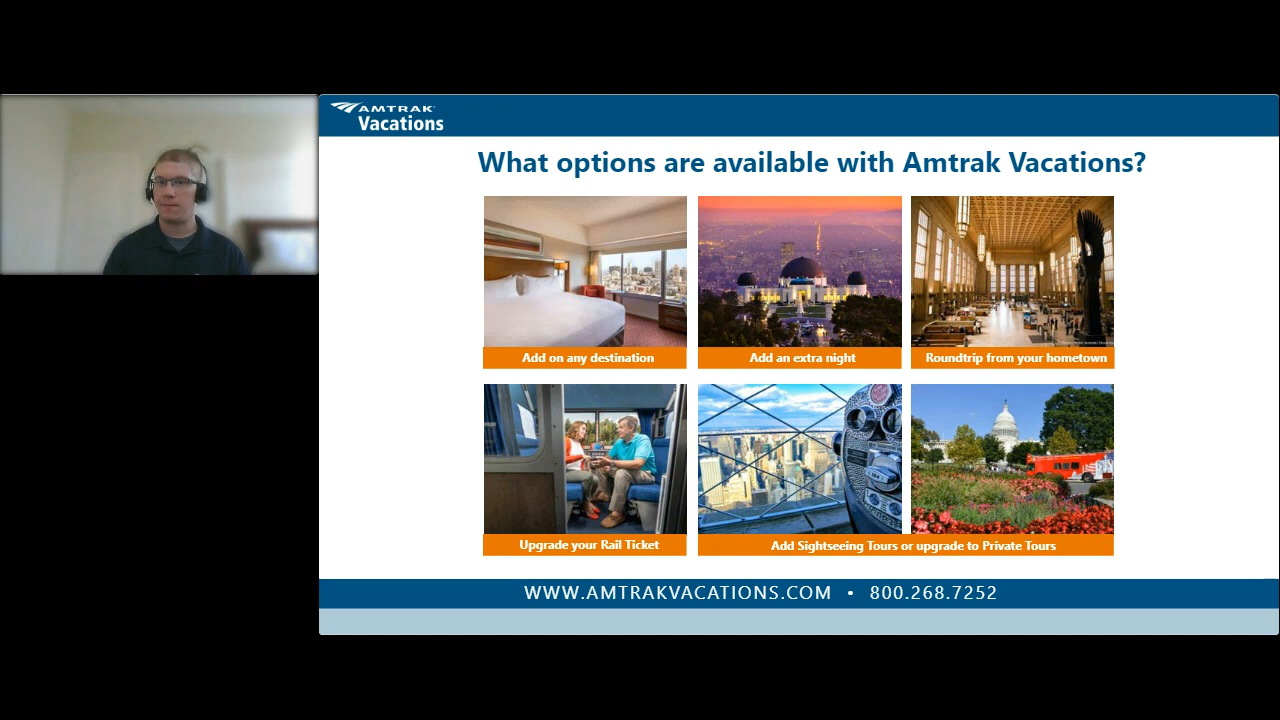 AMTRAK
Vacations
What options are available with Amtrak Vacations?
Add on any destination
Add an extra night
Roundtrip from your hometown
Upgrade your Rail Ticket
Add Sightseeing Tours or upgrade to Private Tours
WWW.AMTRAKVACATIONS.COM • 800.268.7252